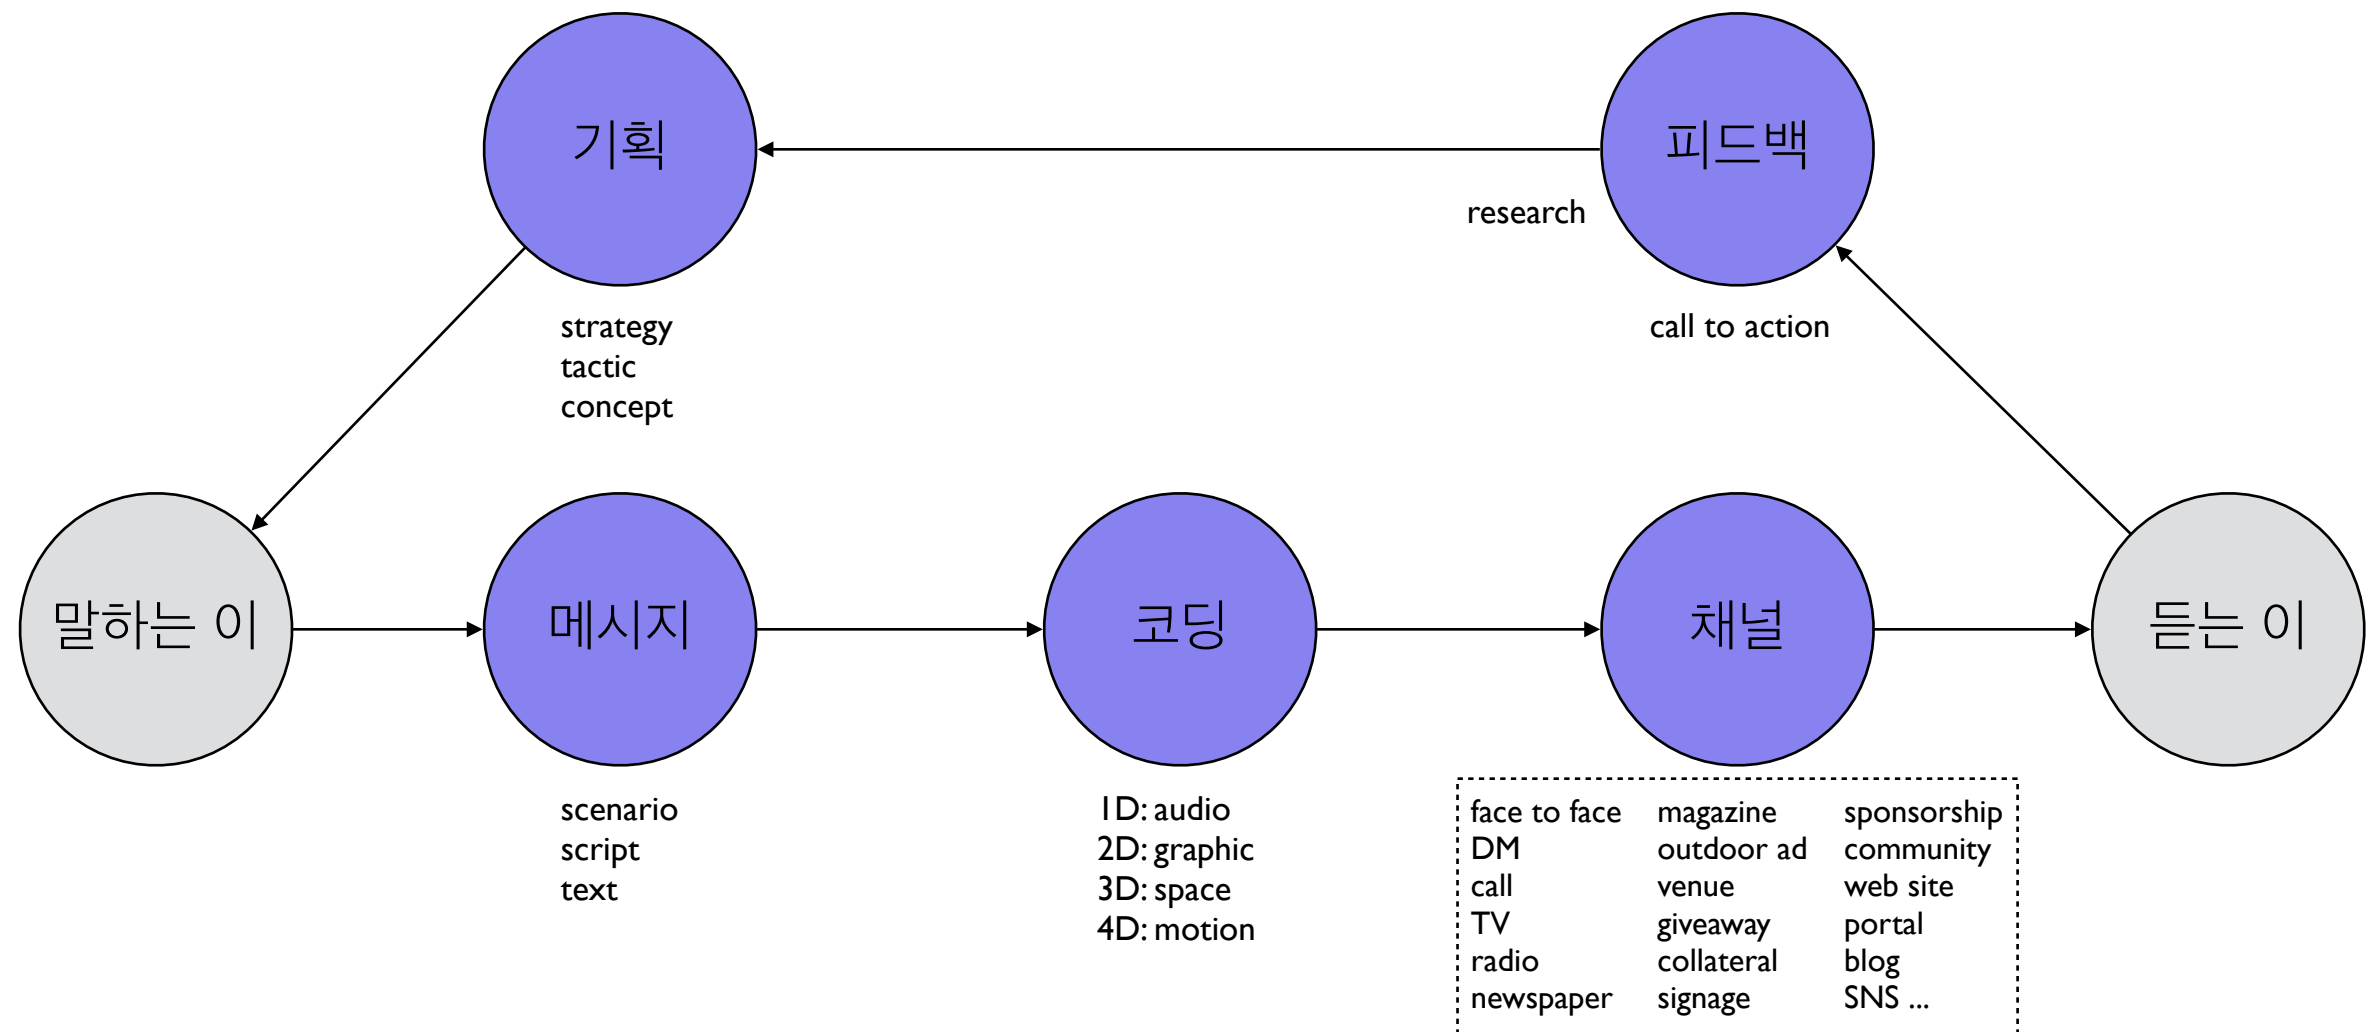 기획
피드백
research
strategy
tactic
concept
call to action
말하는 이
메시지
코딩
채널
듣는 이
scenario
script
text
1D: audio
2D: graphic
3D: space
4D: motion
face to face
DM
call
TV
radio
newspaper
magazine
outdoor ad
venue
giveaway
collateral
signage
sponsorship
community
web site
portal
blog
SNS ...